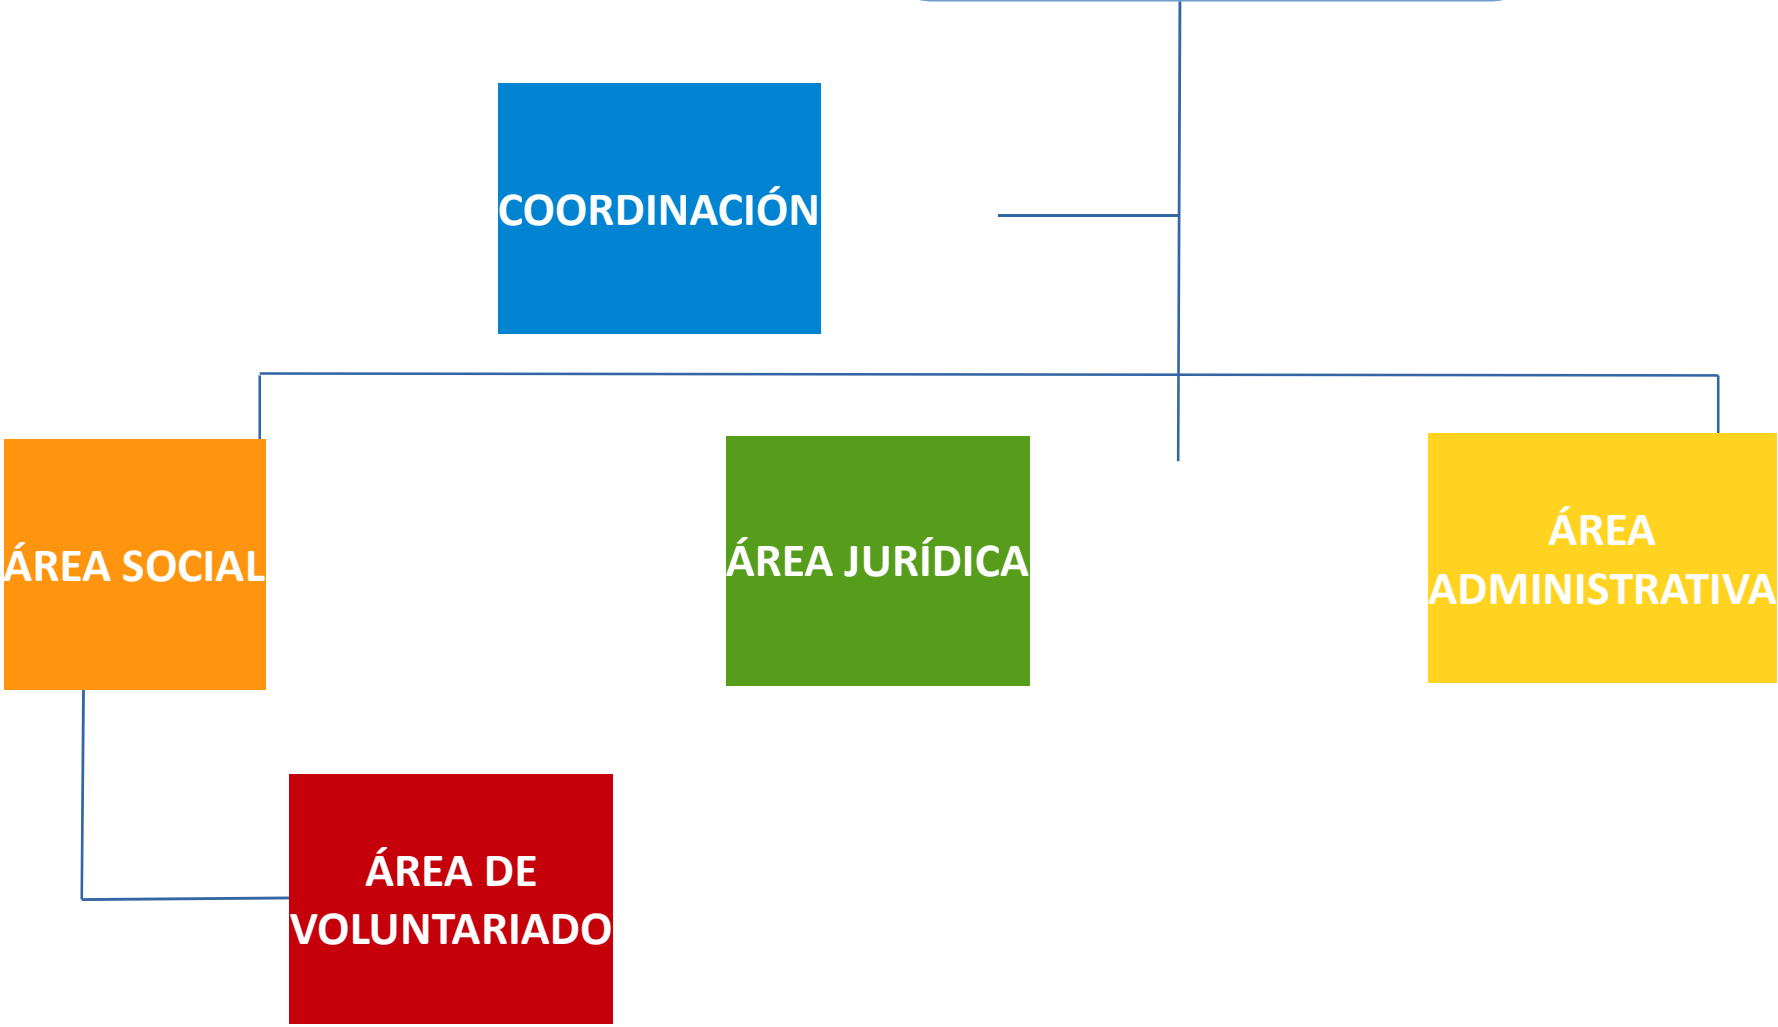 COORDINACIÓN
ÁREA SOCIAL
ÁREA JURÍDICA
ÁREA
ADMINISTRATIVA
ÁREA DE
VOLUNTARIADO